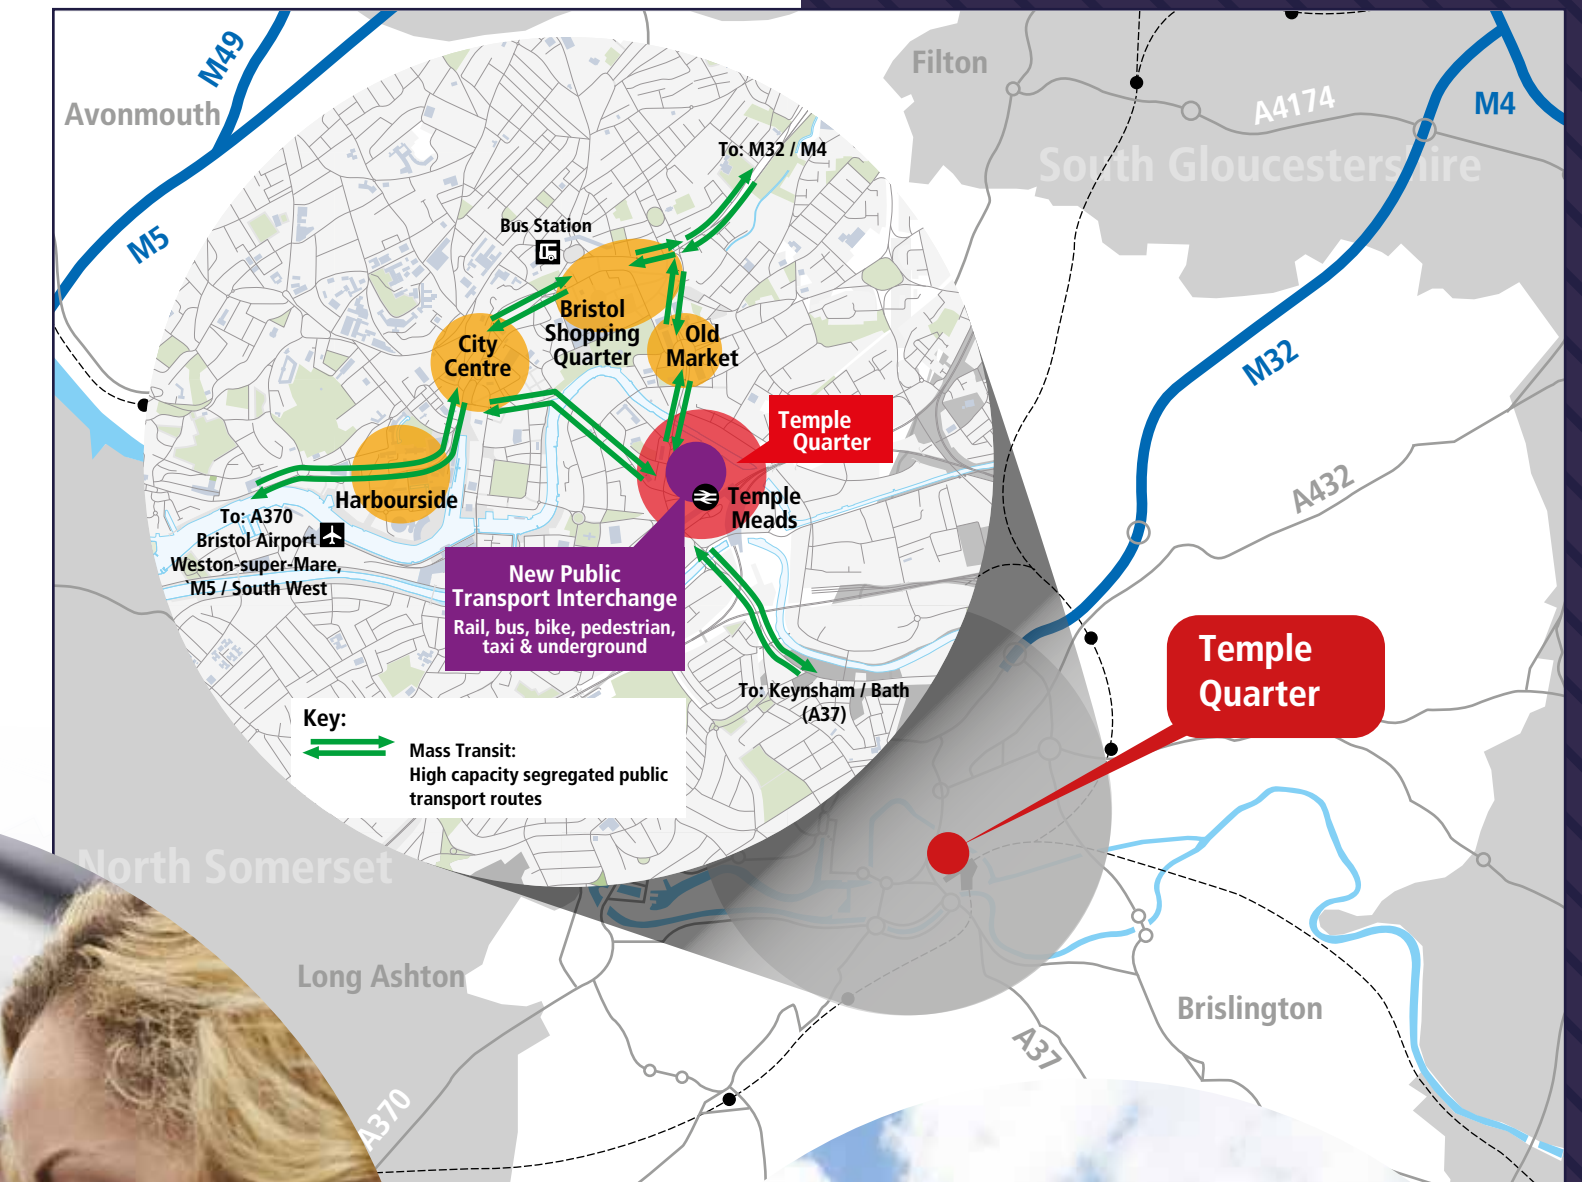 M49
Avonmouth
M5
Filton
A4174
M4
South Gloucestershire
To: M32 / M4
Bus Station
Bristol
Shopping
Quarter
City
Centre
Old
Market
M32
Temple
Quarter
A432
Harbourside
Temple
Meads
To: A370
Bristol Airport
Weston-super-Mare,
`M5 / South West
New Public
Transport Interchange
Rail, bus, bike, pedestrian,
taxi & underground
Temple
Quarter
To: Keynsham / Bath
(A37)
Key:
Mass Transit:
High capacity segregated public
transport routes
North Somerset
Long Ashton
Brislington
A37
A370